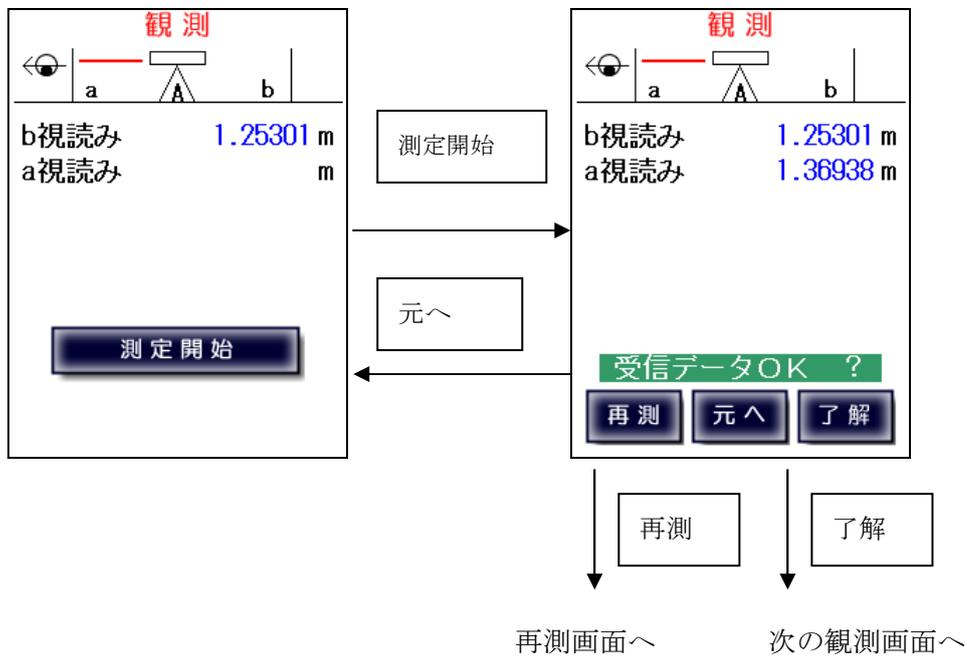 観 測
a A b
b視読み 1.25301 m
a視読み m
測 定 開 始
測定開始
元へ
観 測
a A b
b視読み 1.25301 m
a視読み 1.36938 m
受信データOK ?
再 測 元 へ 了 解
再測
了解
再測画面へ
次の観測画面へ